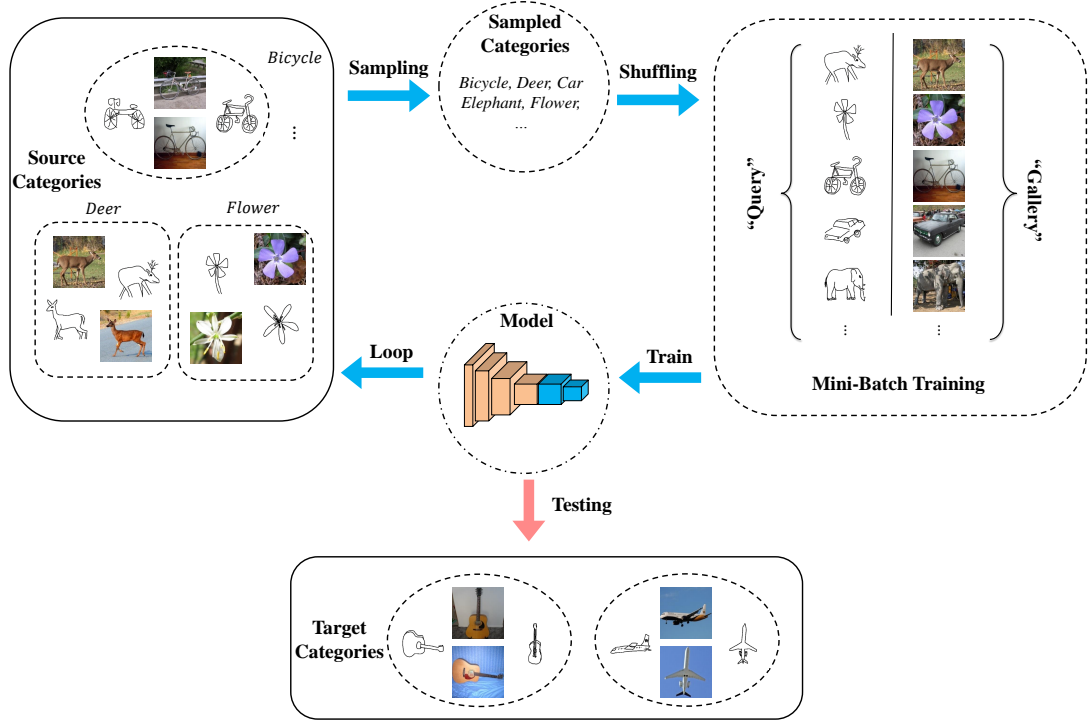 Bicycle
⋮
Source
Categories
Deer
Flower
Sampling
Sampled
Categories
Bicycle, Deer, Car
Elephant, Flower,
...
Shuffling
“Query”
“Gallery”
⋮
⋮
Mini-Batch Training
Train
Model
Loop
Testing
Target
Categories